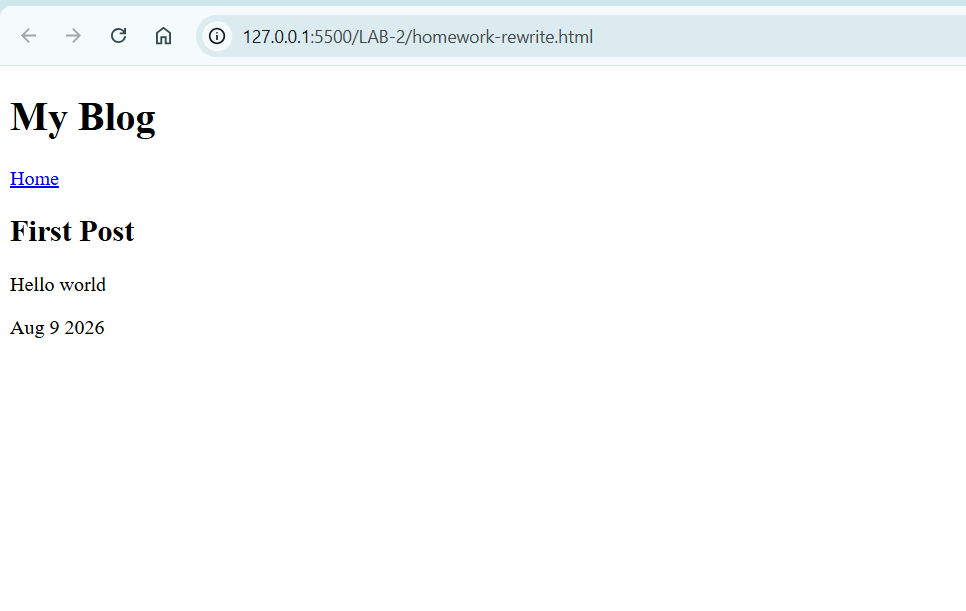 127.0.0.1:5500/LAB-2/homework-rewrite.html
My Blog
Home
First Post
Hello world
Aug 9 2026